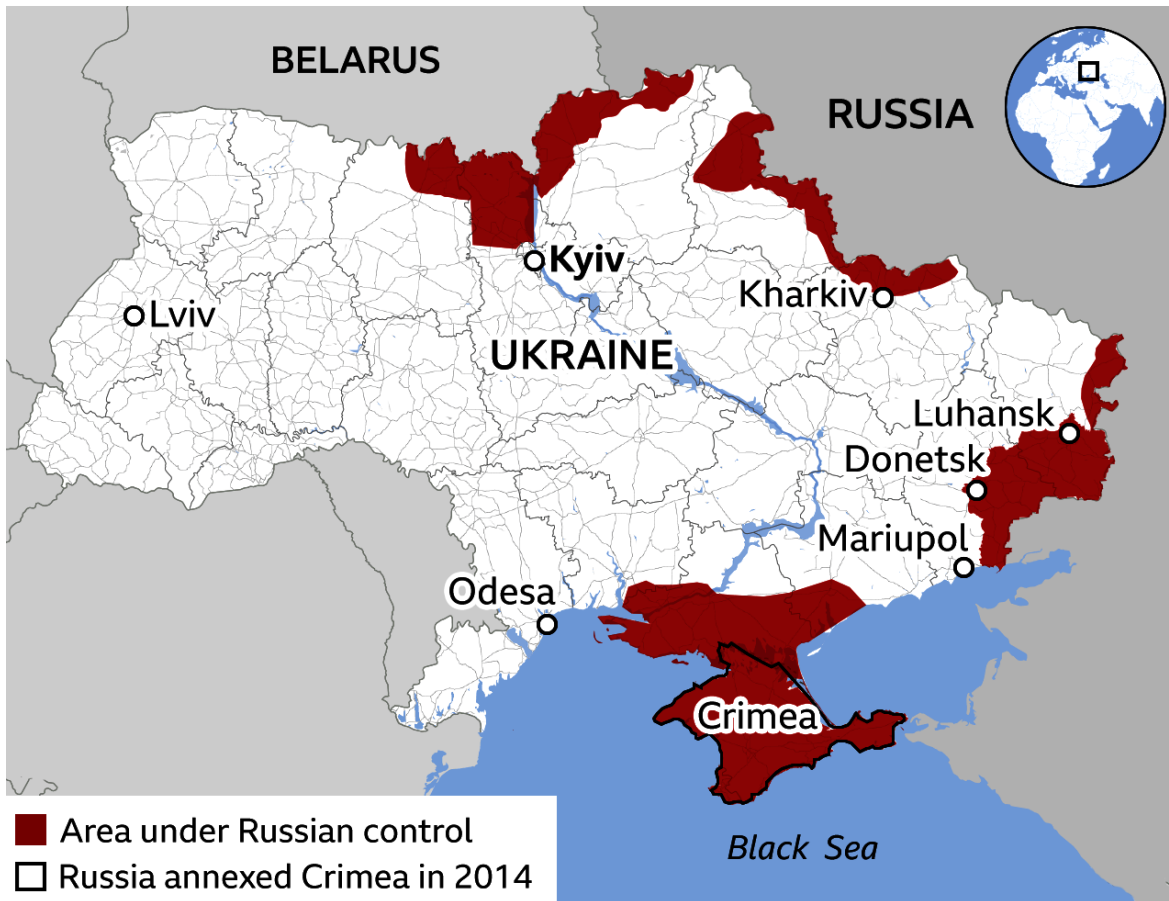 BELARUS
RUSSIA
Kyiv
Kharkiv
Lviv
UKRAINE
Luhansk
Donetsk
Mariupol
Odesa
Crimea
Area under Russian control
Russia annexed Crimea in 2014
Black Sea